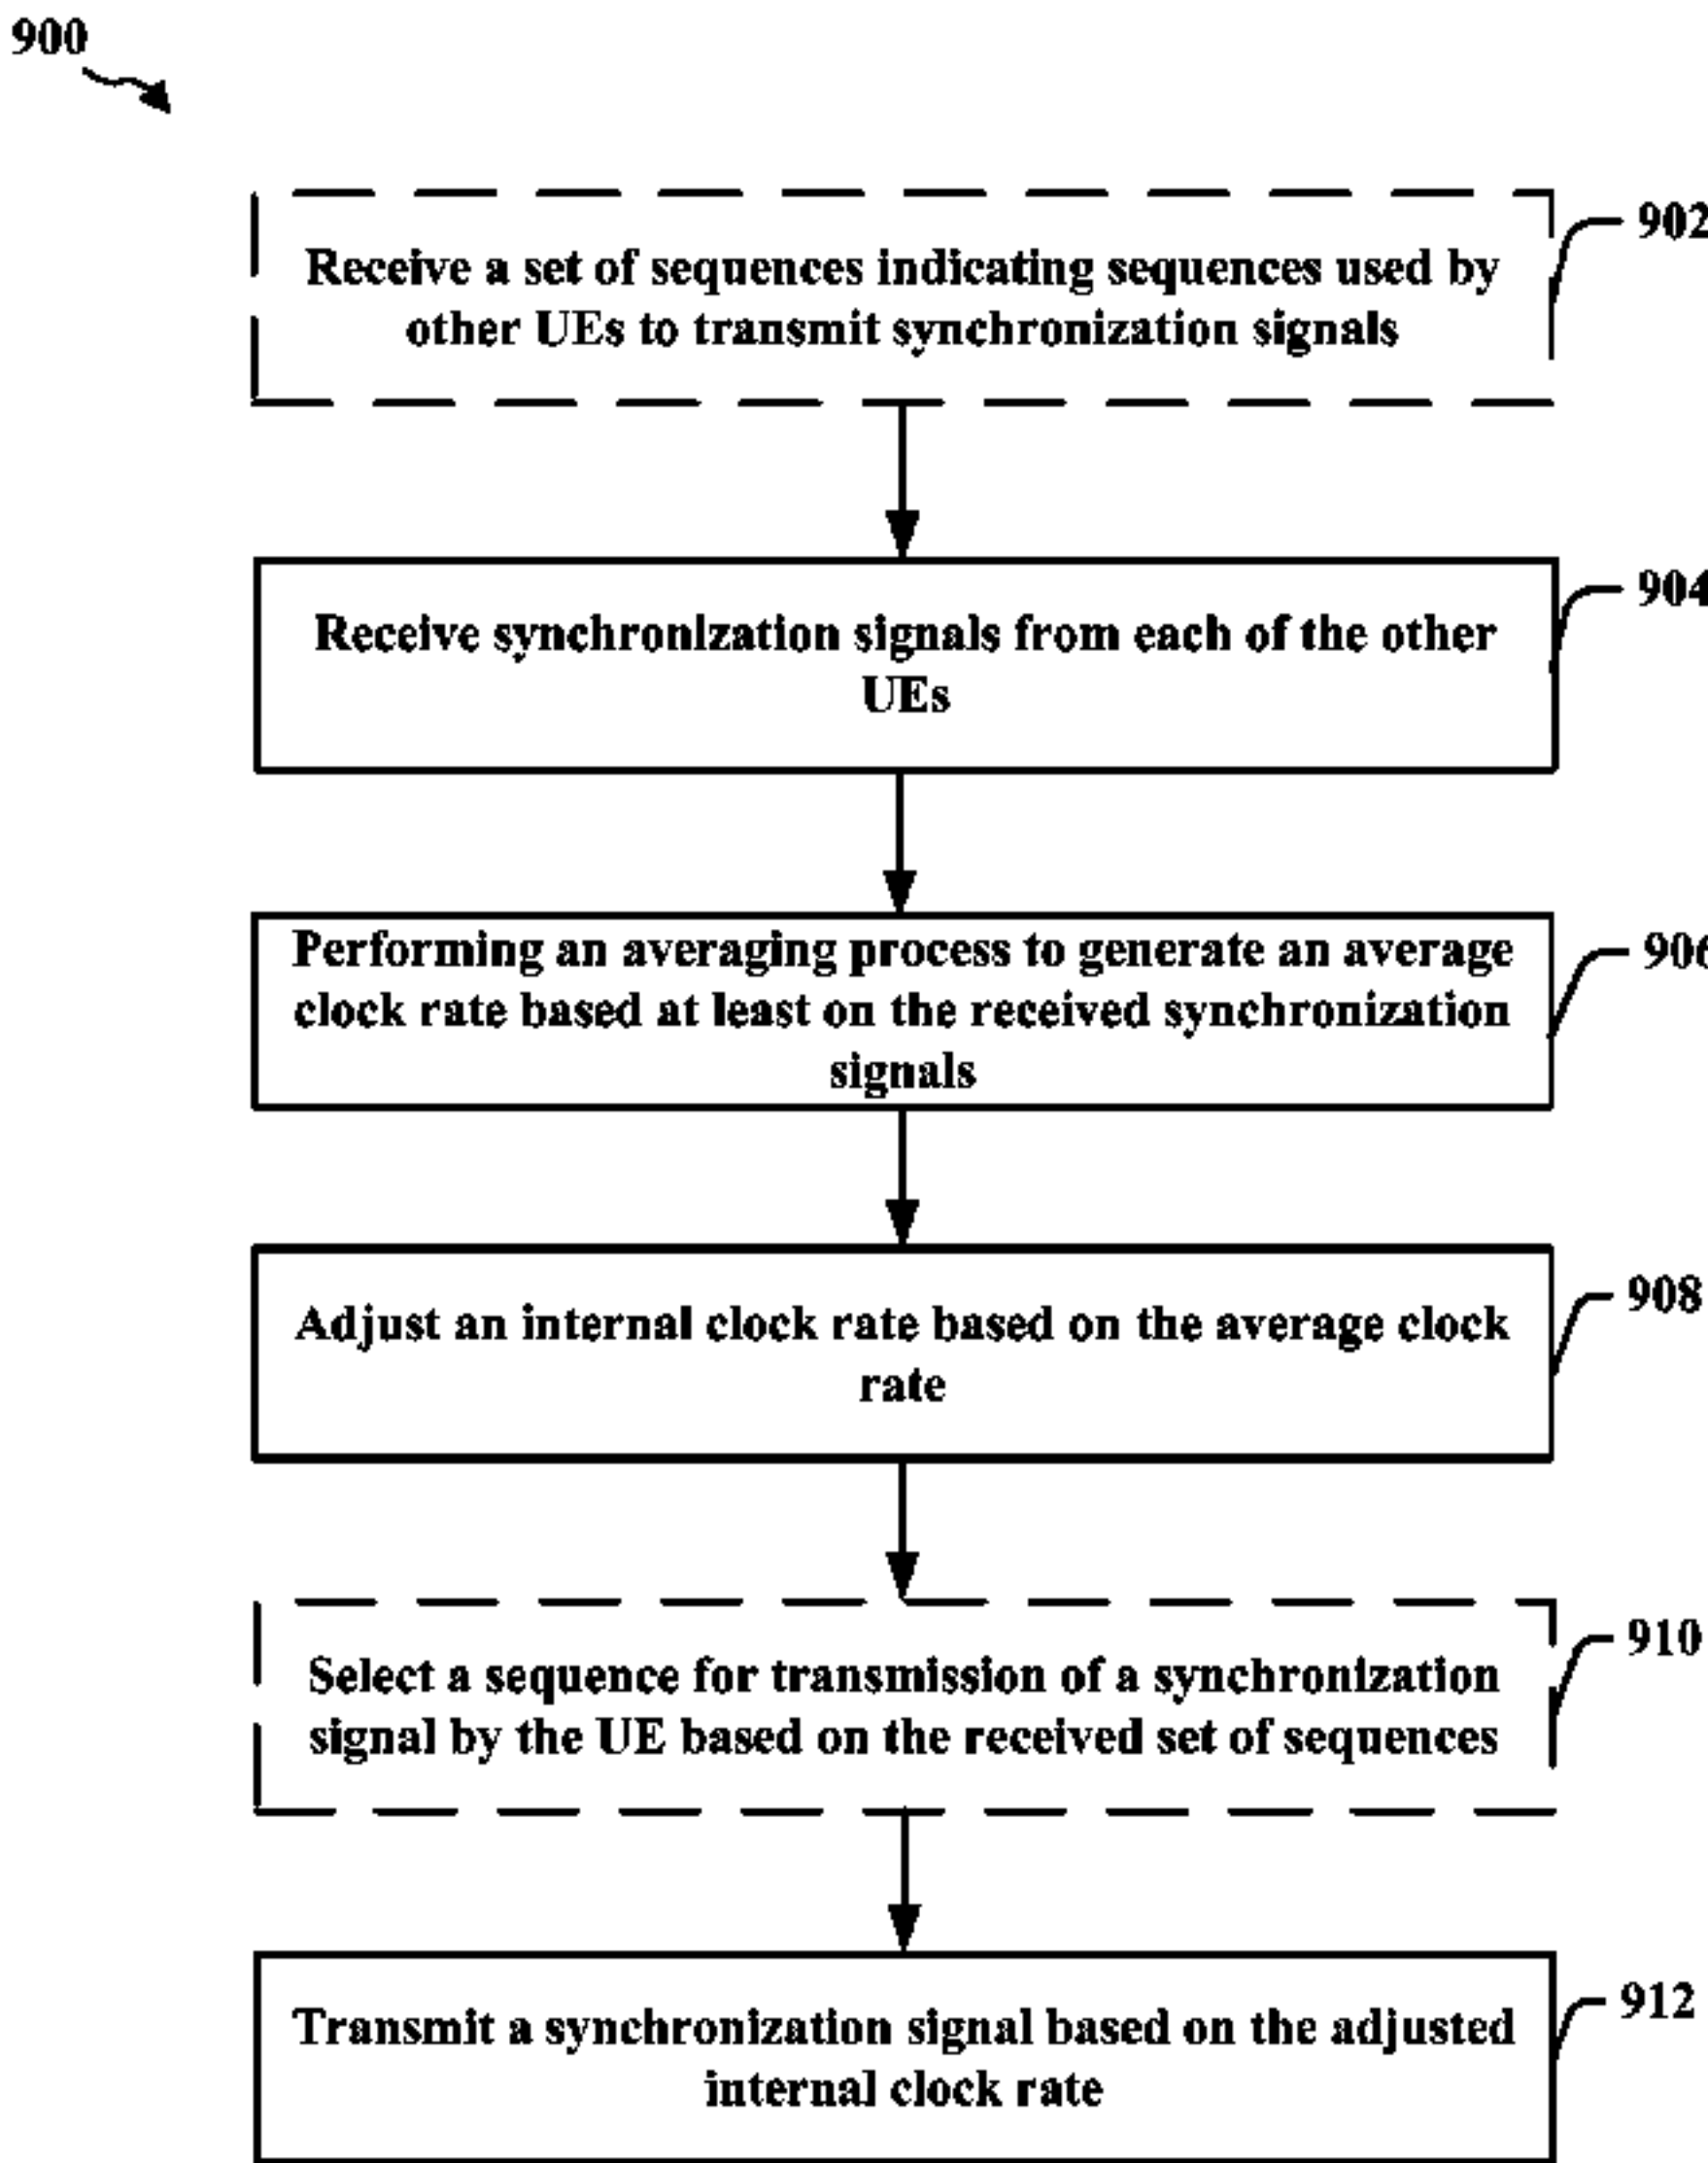 900
902
Receive a set of sequences indicating sequences used by
other UEs to transmit synchronization signals
904
Receive synchronization signals from each of the other
UEs
906
Performing an averaging process to generate an average
clock rate based at least on the received synchronization
signals
908
Adjust an internal clock rate based on the average clock
rate
910
Select a sequence for transmission of a synchronization
signal by the UE based on the received set of sequences
912
Transmit a synchronization signal based on the adjusted
internal clock rate